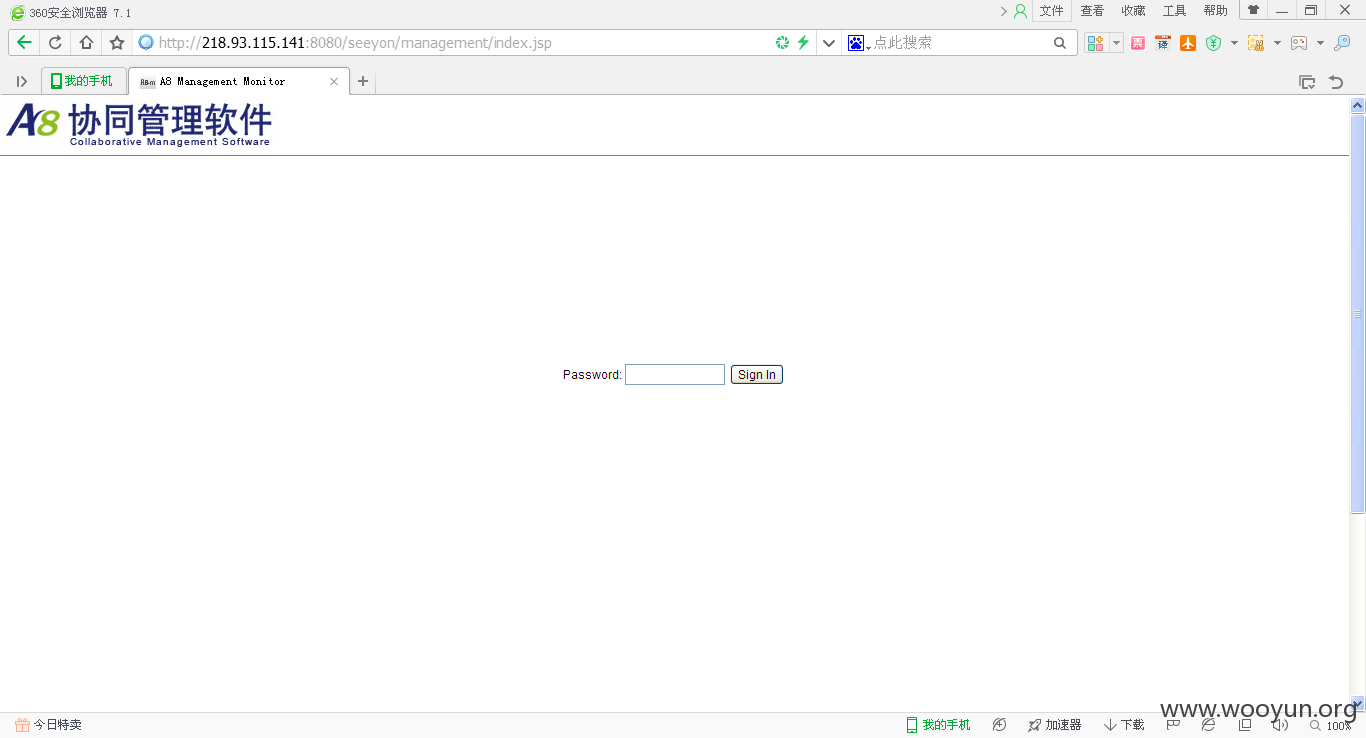 360安全浏览器 7.1
文件 查看 收藏 工具 帮助
http://218.93.115.141:8080/seeyon/management/index.jsp
点此搜索
我的手机
A8 Management Monitor
A8 协同管理软件
Collaborative Management Software
Password:
Sign In
www.wooyun.org
今日特卖
我的手机
加速器
下载
100%